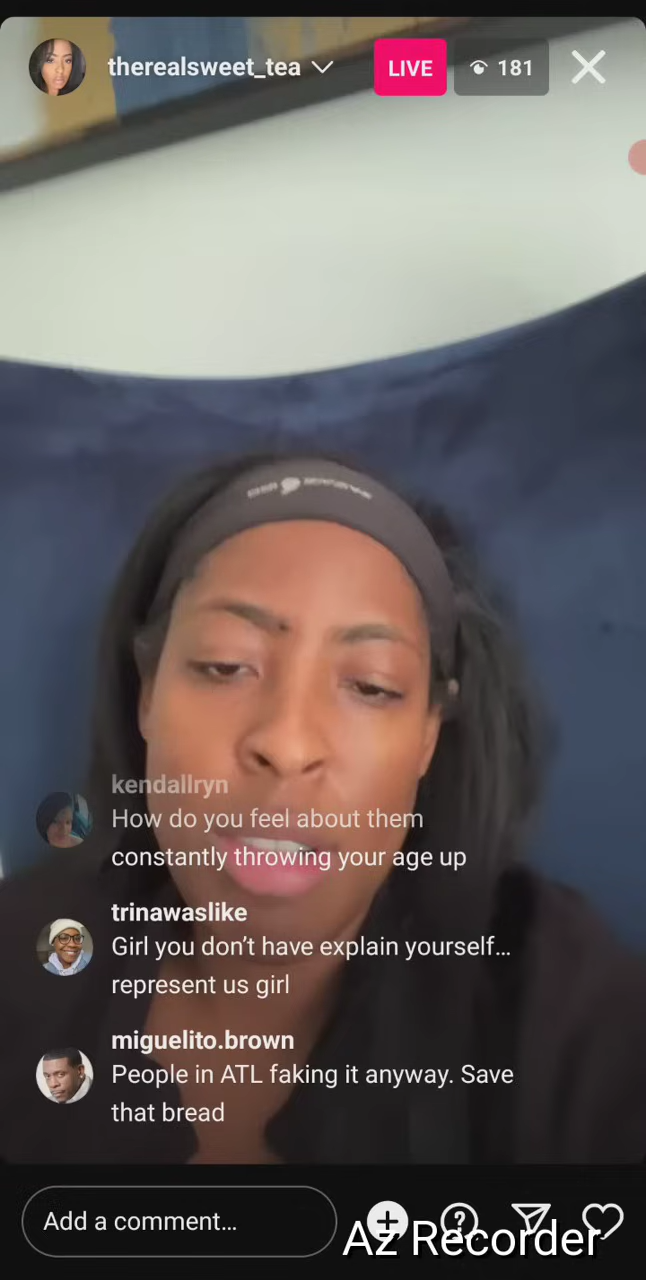 therealsweet_tea
LIVE
181
kendallryn
How do you feel about them
constantly throwing your age up
trinawaslike
Girl you don't have explain yourself...
represent us girl
miguelito.brown
People in ATL faking it anyway. Save
that bread
Add a comment...
Az Recorder